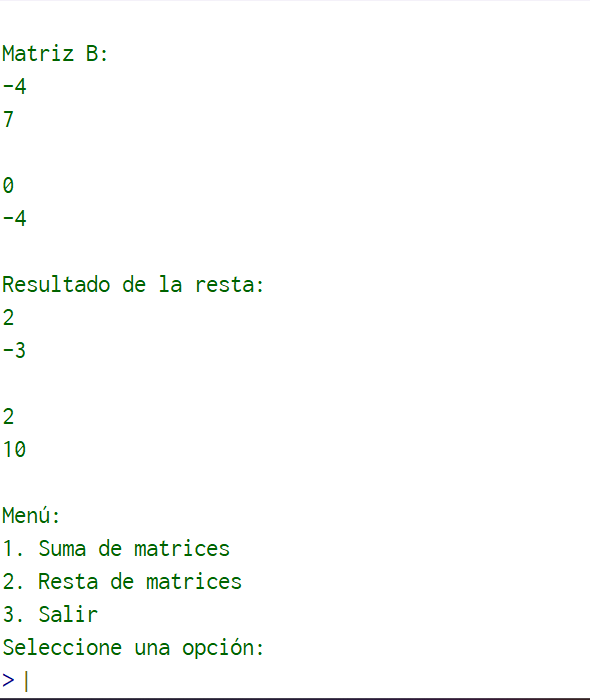 Matriz B:
-4
7
0
-4
Resultado de la resta:
2
-3
2
10
Menú:
1. Suma de matrices
2. Resta de matrices
3. Salir
Seleccione una opción:
>